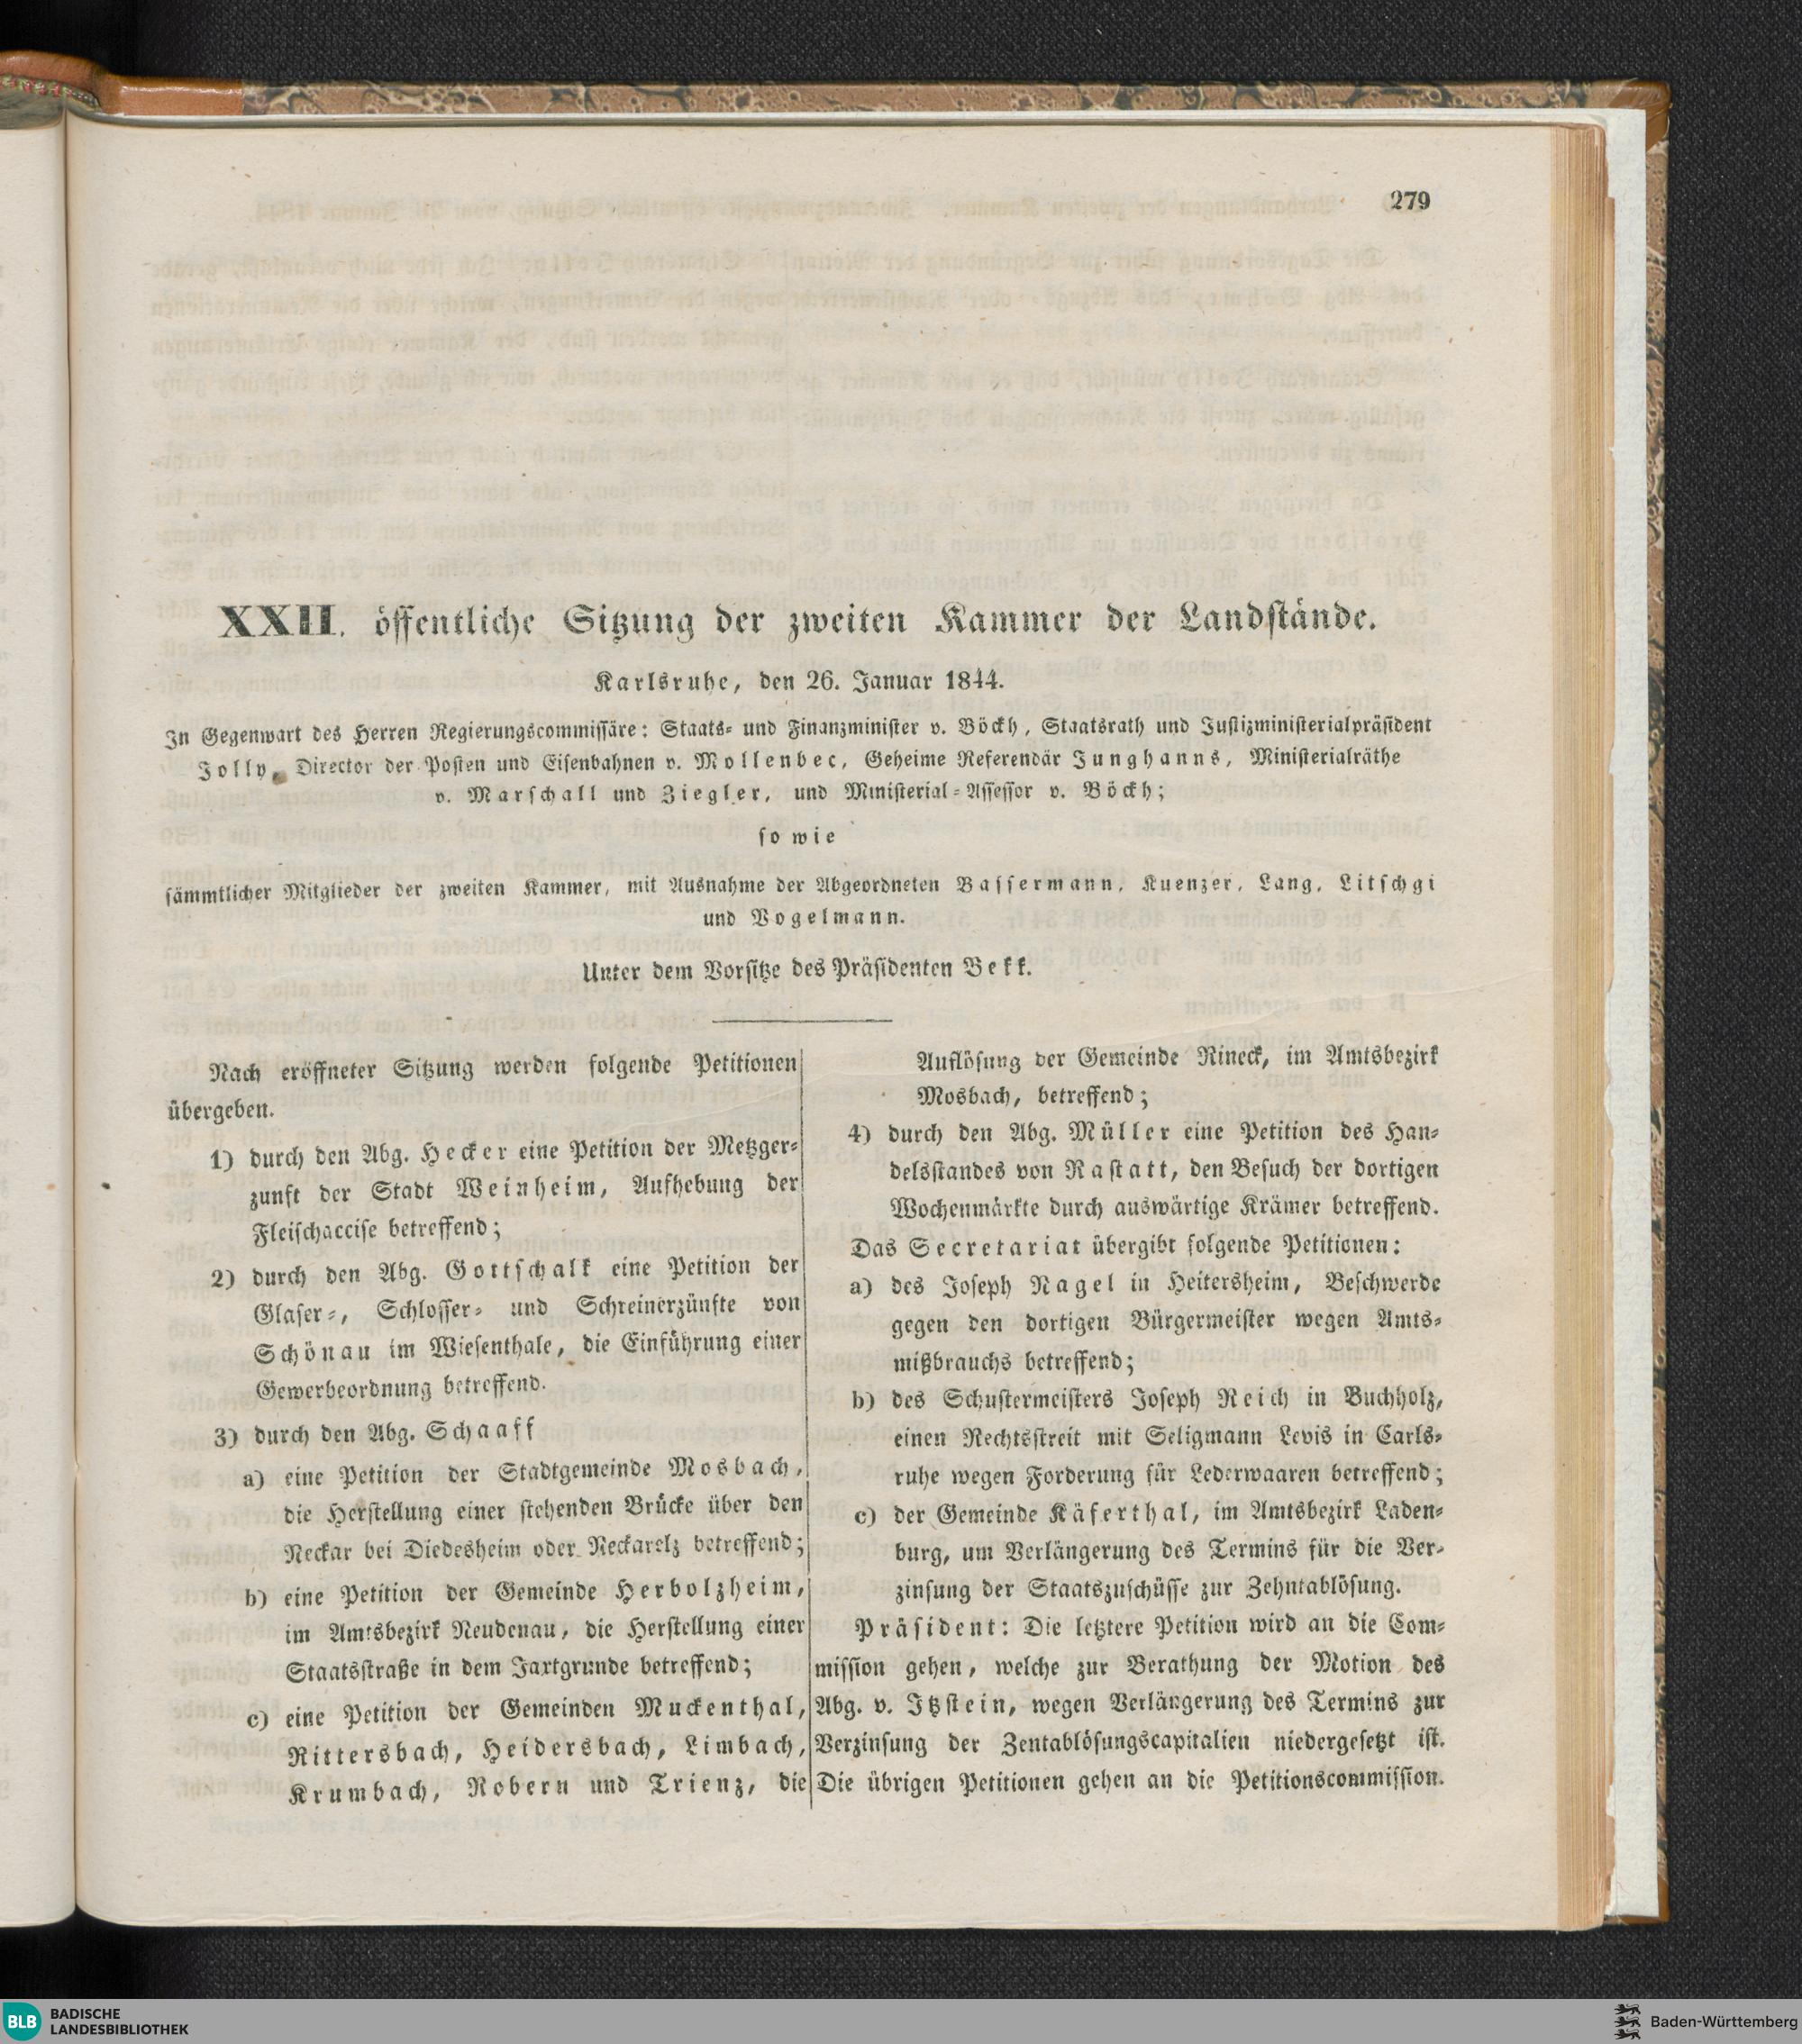 279
XXII. öffentliche Sitzung der zweiten Kammer der Landstände.
Karlsruhe, den 26. Januar 1844.
In Gegenwart des Herren Regierungscommissäre: Staats- und Finanzminister v. Böckh, Staatsrath und Justizministerialpräsident
Jolly, Director der Posten und Eisenbahnen v. Mollenbec, Geheime Referendär Junghanns, Ministerialräthe
v. Marschall und Ziegler, und Ministerial-Assessor v. Böckh;
sowie
sämmtlicher Mitglieder der zweiten Kammer, mit Ausnahme der Abgeordneten Bassermann, Kuenzer, Lang, Litschgi
und Vogelmann.
Unter dem Vorsitze des Präsidenten Bekk.
Nach eröffneter Sitzung werden folgende Petitionen
übergeben.
1) durch den Abg. Hecker eine Petition der Metzger-
zunft der Stadt Weinheim, Aufhebung der
Fleischaccise betreffend;
2) durch den Abg. Gottschalk eine Petition der
Glaser-, Schlosser- und Schreinerzünfte von
Schönau im Wiesenthale, die Einführung einer
Gewerbeordnung betreffend.
3) durch den Abg. Schaaff
a) eine Petition der Stadtgemeinde Mosbach,
die Herstellung einer stehenden Brücke über den
Neckar bei Diedesheim oder Neckarelz betreffend;
b) eine Petition der Gemeinde Herbolzheim,
im Amtsbezirk Neudenau, die Herstellung einer
Staatsstraße in dem Jaxtgrunde betreffend;
c) eine Petition der Gemeinden Muckenthal,
Rittersbach, Heidersbach, Limbach,
Krumbach, Robern und Trienz, die
Auflösung der Gemeinde Rineck, im Amtsbezirk
Mosbach, betreffend;
4) durch den Abg. Müller eine Petition des Han-
delsstandes von Rastatt, den Besuch der dortigen
Wochenmärkte durch auswärtige Krämer betreffend.
Das Secretariat übergibt folgende Petitionen:
a) des Joseph Nagel in Heitersheim, Beschwerde
gegen den dortigen Bürgermeister wegen Amts-
mißbrauchs betreffend;
b) des Schustermeisters Joseph Reich in Buchholz,
einen Rechtsstreit mit Seligmann Levis in Carls-
ruhe wegen Forderung für Lederwaaren betreffend;
c) der Gemeinde Käferthal, im Amtsbezirk Laden-
burg, um Verlängerung des Termins für die Ver-
zinsung der Staatszuschüsse zur Zehntablösung.
Präsident: Die letztere Petition wird an die Com-
mission gehen, welche zur Berathung der Motion des
Abg. v. Itzstein, wegen Verlängerung des Termins zur
Verzinsung der Zentablösungscapitalien niedergesetzt ist.
Die übrigen Petitionen gehen an die Petitionscommission.
BLB BADISCHE
LANDESBIBLIOTHEK
Baden-Württemberg